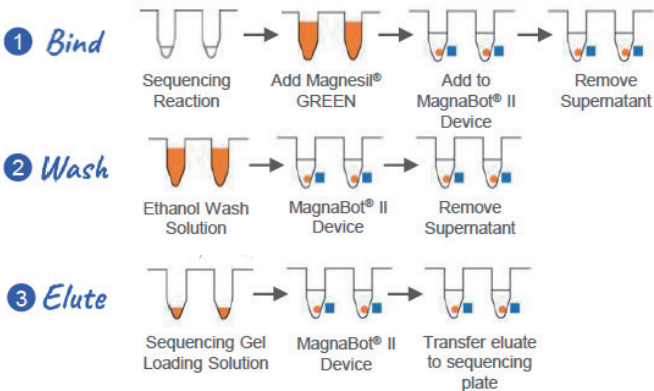 1 Bind
Sequencing
Reaction
Add Magnesil®
GREEN
Add to
MagnaBot® II
Device
Remove
Supernatant
2 Wash
Ethanol Wash
Solution
MagnaBot® II
Device
Remove
Supernatant
3 Elute
Sequencing Gel
Loading Solution
MagnaBot® II
Device
Transfer eluate
to sequencing
plate